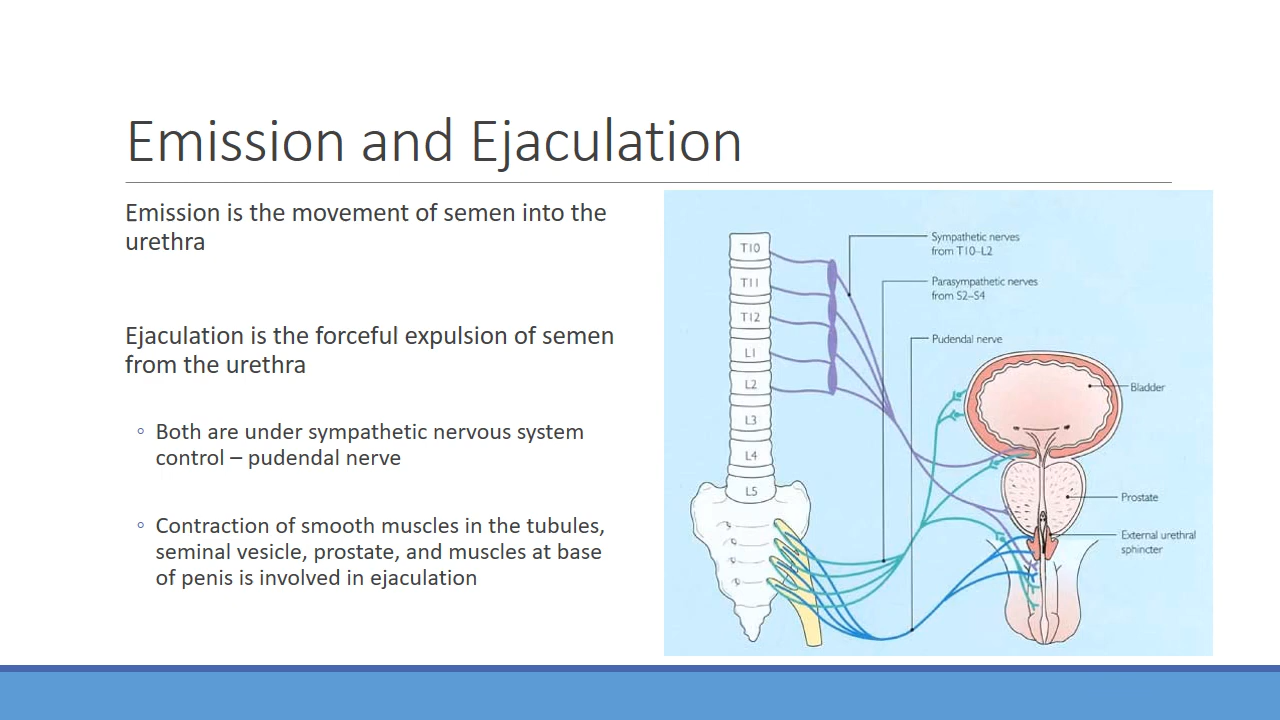 Emission and Ejaculation
Emission is the movement of semen into the
urethra
Ejaculation is the forceful expulsion of semen
from the urethra
◦ Both are under sympathetic nervous system
control – pudendal nerve
◦ Contraction of smooth muscles in the tubules,
seminal vesicle, prostate, and muscles at base
of penis is involved in ejaculation
T10
T11
T12
L1
L2
L3
L4
L5
Sympathetic nerves
from T10–L2
Parasympathetic nerves
from S2–S4
Pudendal nerve
Bladder
Prostate
External urethral
sphincter